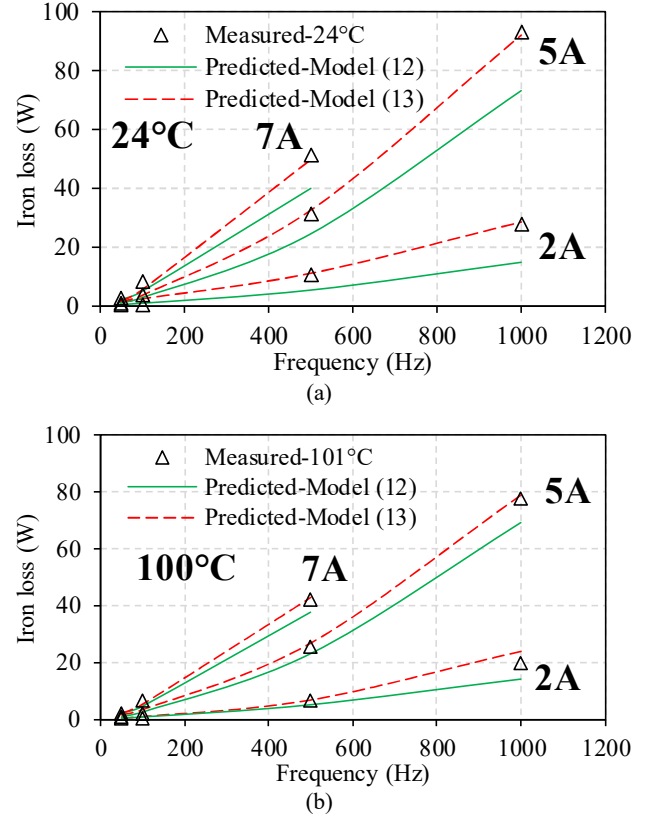 100
80
60
40
20
0
Iron loss (W)
Measured-24°C
Predicted-Model (12)
Predicted-Model (13)
24°C
7A
5A
2A
0 200 400 600 800 1000 1200
Frequency (Hz)
(a)
100
80
60
40
20
0
Iron loss (W)
Measured-101°C
Predicted-Model (12)
Predicted-Model (13)
100°C
7A
5A
2A
0 200 400 600 800 1000 1200
Frequency (Hz)
(b)